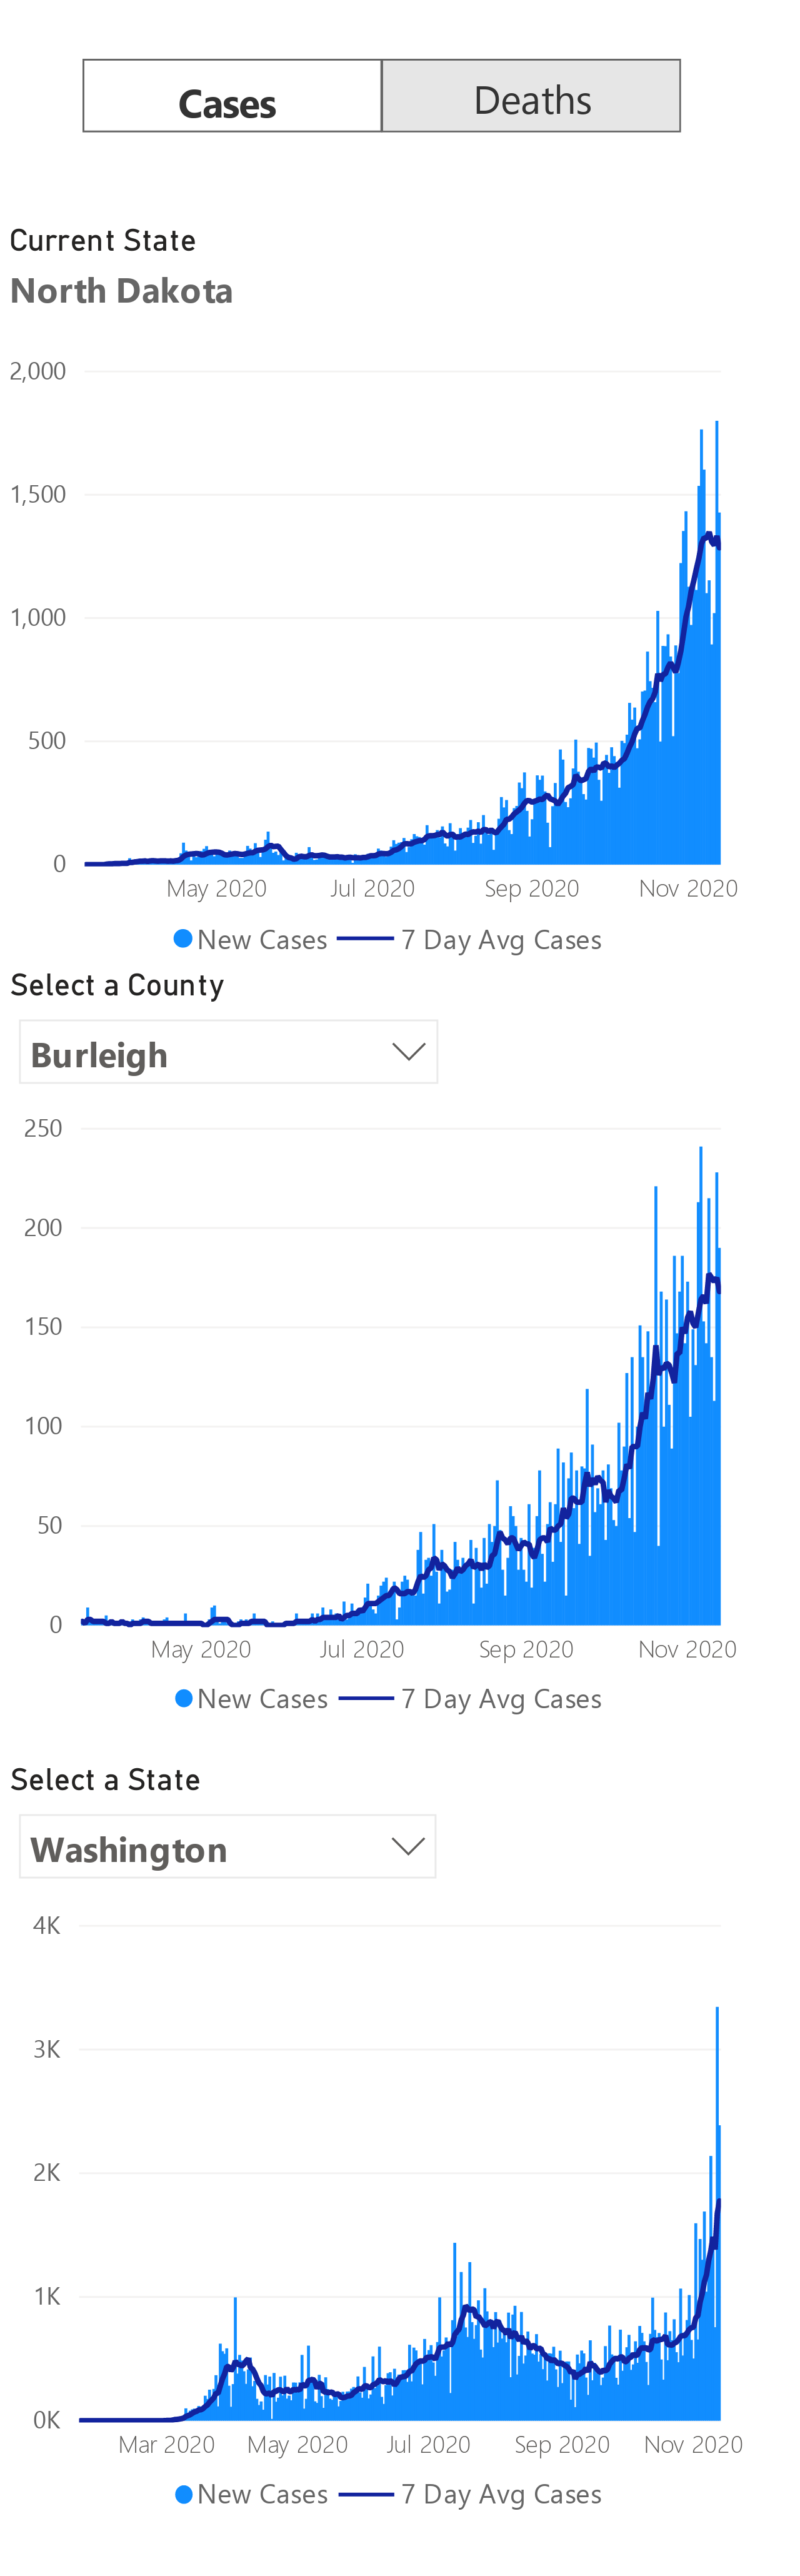 Cases Deaths
Current State
North Dakota
2,000
1,500
1,000
500
0
May 2020 Jul 2020 Sep 2020 Nov 2020
New Cases 7 Day Avg Cases
Select a County
Burleigh
250
200
150
100
50
0
May 2020 Jul 2020 Sep 2020 Nov 2020
New Cases 7 Day Avg Cases
Select a State
Washington
4K
3K
2K
1K
0K
Mar 2020 May 2020 Jul 2020 Sep 2020 Nov 2020
New Cases 7 Day Avg Cases